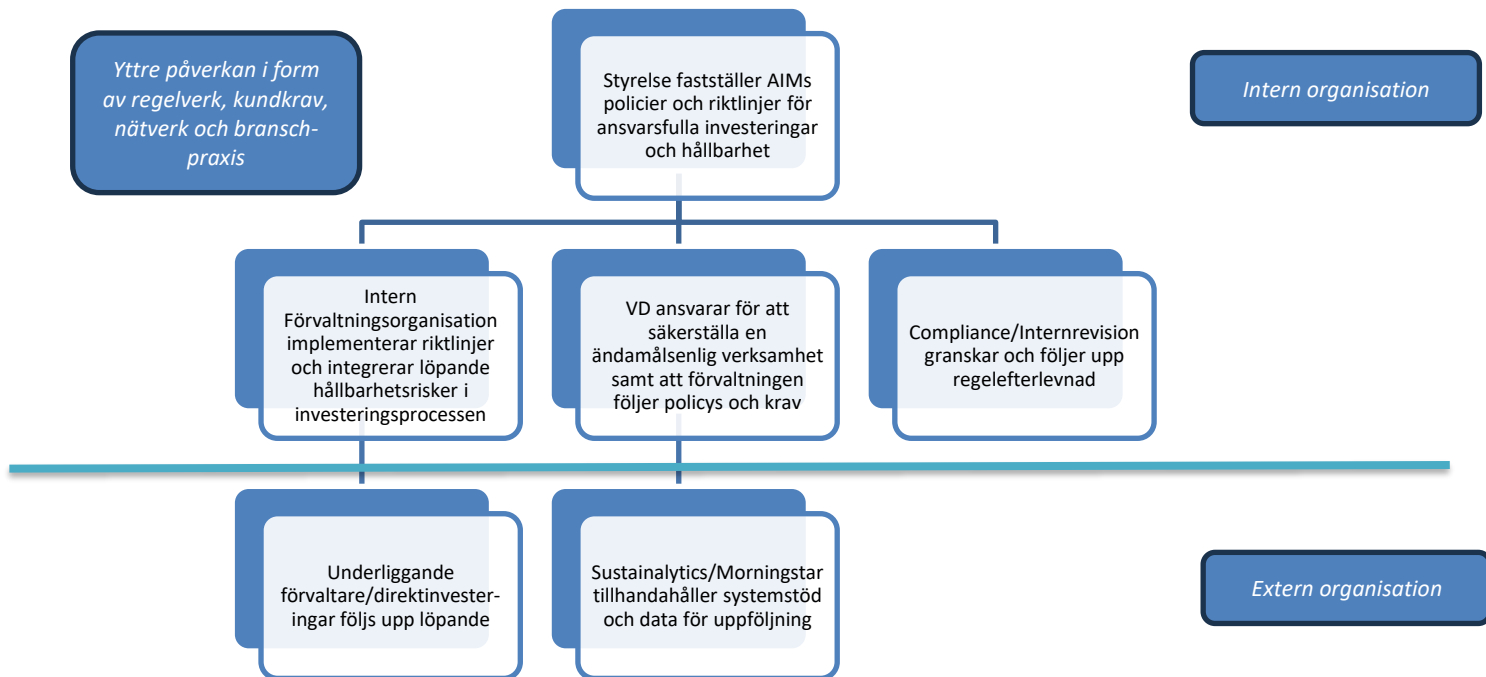 Yttre påverkan i form
av regelverk, kundkrav,
nätverk och bransch-
praxis
Styrelse fastställer AIMs
policier och riktlinjer för
ansvarsfulla investeringar
och hållbarhet
Intern organisation
Intern
Förvaltningsorganisation
implementerar riktlinjer
och integrerar löpande
hållbarhetsrisker i
investeringsprocessen
VD ansvarar för att
säkerställa en
ändamålsenlig verksamhet
samt att förvaltningen
följer policys och krav
Compliance/Internrevision
granskar och följer upp
regelefterlevnad
Underliggande
förvaltare/direktinvester-
ingar följs upp löpande
Sustainalytics/Morningstar
tillhandahåller systemstöd
och data för uppföljning
Extern organisation